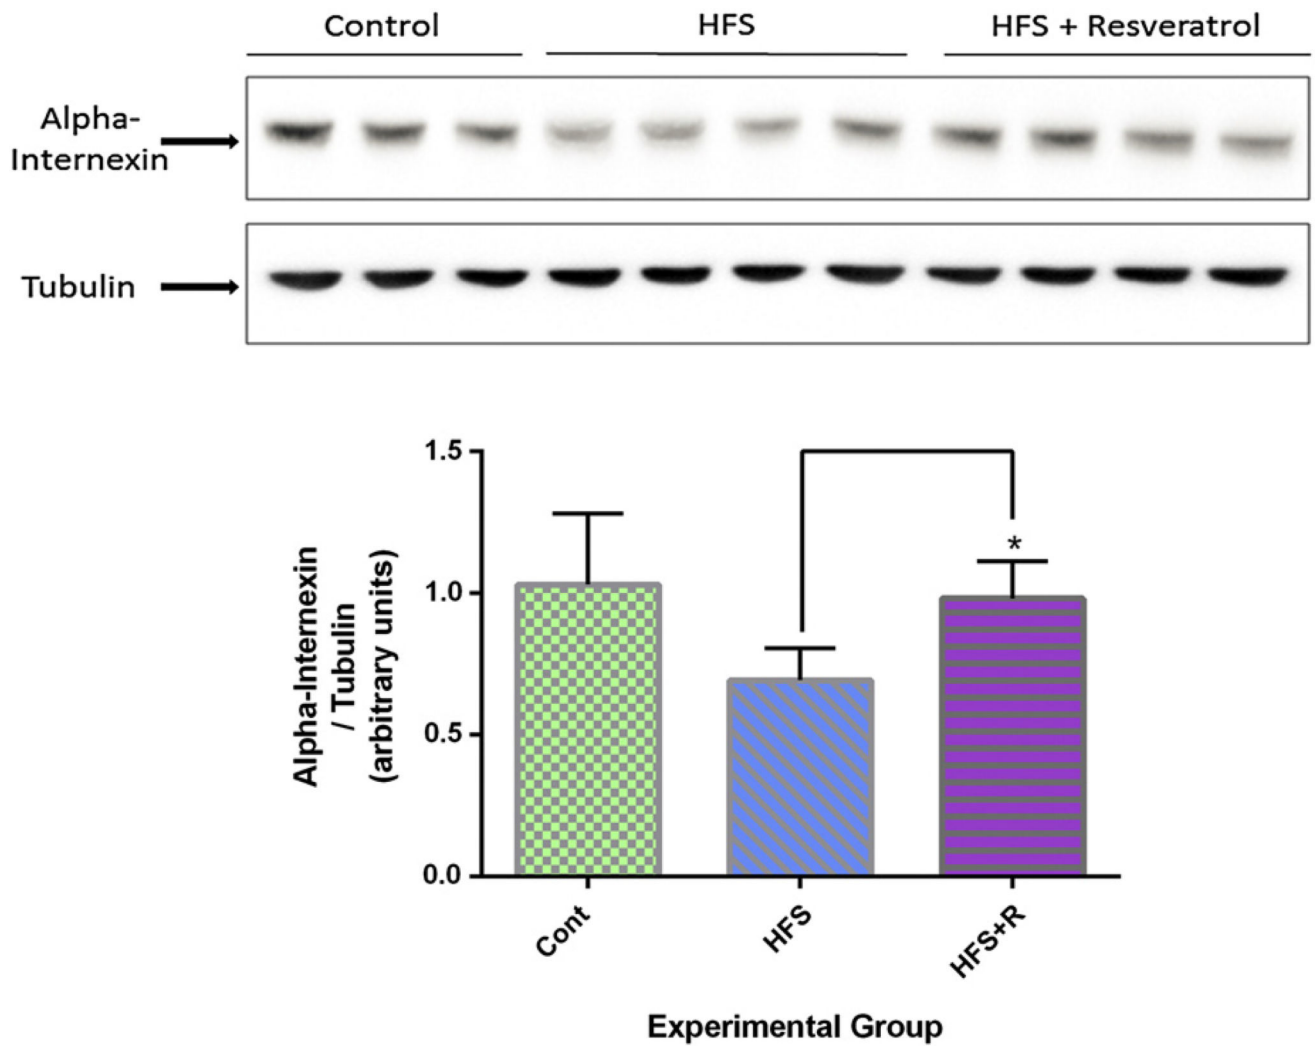 Control HFS HFS + Resveratrol
Alpha-
Internexin
Tubulin
1.5
1.0
0.5
0.0
Alpha-Internexin
/ Tubulin
(arbitrary units)
*
Cont HFS HFS+R
Experimental Group